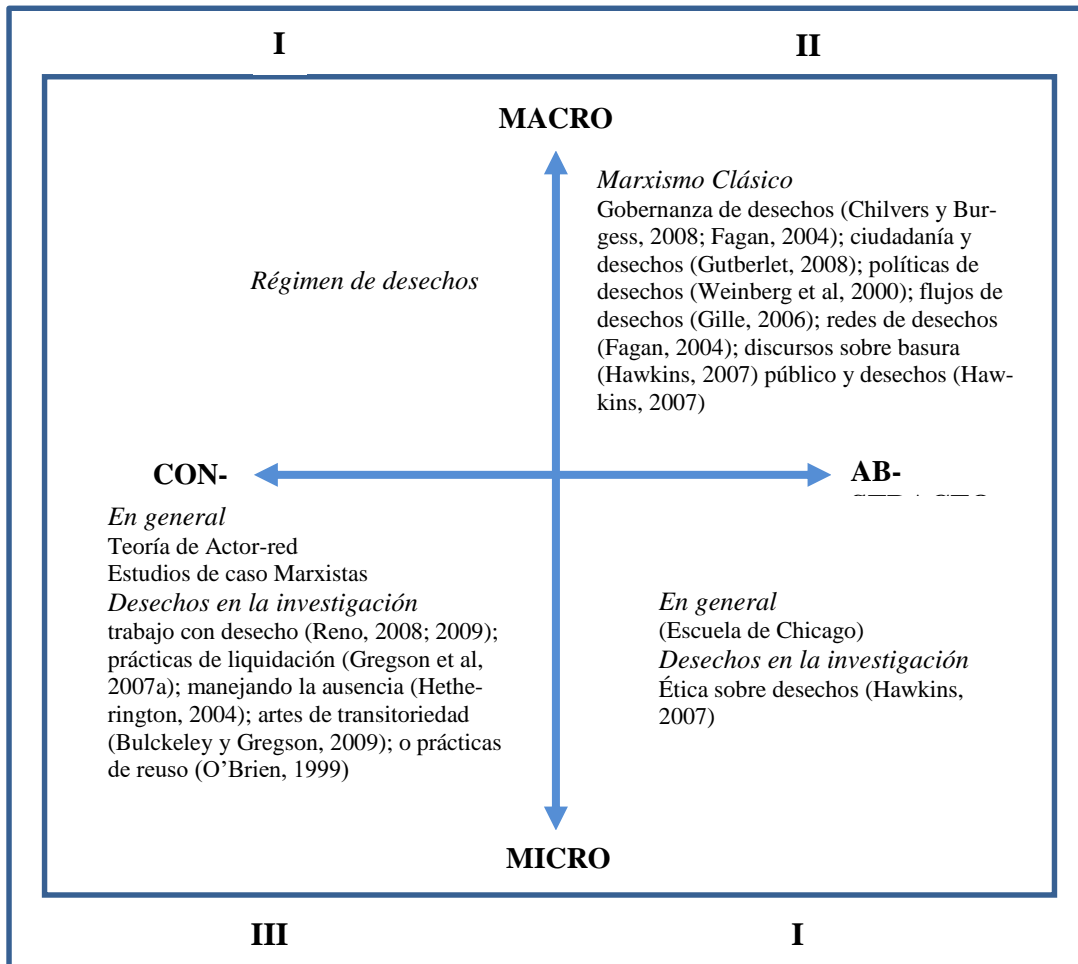 I
II
MACRO
Marxismo Clásico
Gobernanza de desechos (Chilvers y Bur-
gess, 2008; Fagan, 2004); ciudadanía y
desechos (Gutberlet, 2008); políticas de
desechos (Weinberg et al, 2000); flujos de
desechos (Gille, 2006); redes de desechos
(Fagan, 2004); discursos sobre basura
(Hawkins, 2007) público y desechos (Haw-
kins, 2007)
Régimen de desechos
CON-
AB-
En general
Teoría de Actor-red
Estudios de caso Marxistas
Desechos en la investigación
trabajo con desecho (Reno, 2008; 2009);
prácticas de liquidación (Gregson et al,
2007a); manejando la ausencia (Hethe-
rington, 2004); artes de transitoriedad
(Bulckeley y Gregson, 2009); o prácticas
de reuso (O’Brien, 1999)
En general
(Escuela de Chicago)
Desechos en la investigación
Ética sobre desechos (Hawkins,
2007)
MICRO
III
I